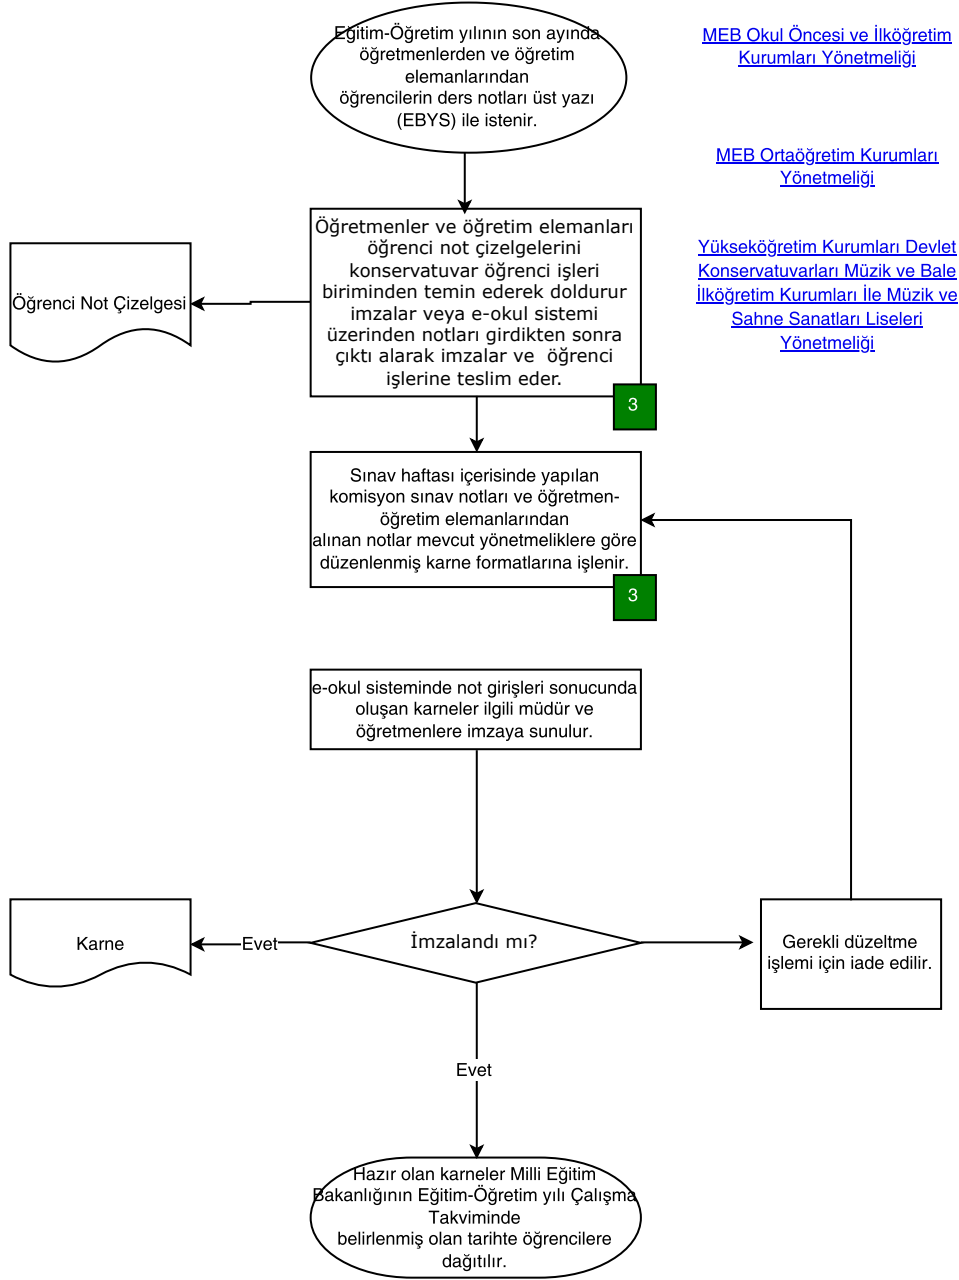 Eğitim-Öğretim yılının son ayında
öğretmenlerden ve öğretim
elemanlarından
öğrencilerin ders notları üst yazı
(EBYS) ile istenir.
MEB Okul Öncesi ve İlköğretim
Kurumları Yönetmeliği
MEB Ortaöğretim Kurumları
Yönetmeliği
Yükseköğretim Kurumları Devlet
Konservatuvarları Müzik ve Bale
İlköğretim Kurumları İle Müzik ve
Sahne Sanatları Liseleri
Yönetmeliği
Öğretmenler ve öğretim elemanları
öğrenci not çizelgelerini
konservatuvar öğrenci işleri
biriminden temin ederek doldurur
imzalar veya e-okul sistemi
üzerinden notları girdikten sonra
çıktı alarak imzalar ve  öğrenci
işlerine teslim eder.
3
Öğrenci Not Çizelgesi
Sınav haftası içerisinde yapılan
komisyon sınav notları ve öğretmen-
öğretim elemanlarından
alınan notlar mevcut yönetmeliklere göre
düzenlenmiş karne formatlarına işlenir.
3
e-okul sisteminde not girişleri sonucunda
oluşan karneler ilgili müdür ve
öğretmenlere imzaya sunulur.
Karne
Evet
İmzalandı mı?
Gerekli düzeltme
işlemi için iade edilir.
Evet
Hazır olan karneler Milli Eğitim
Bakanlığının Eğitim-Öğretim yılı Çalışma
Takviminde
belirlenmiş olan tarihte öğrencilere
dağıtılır.